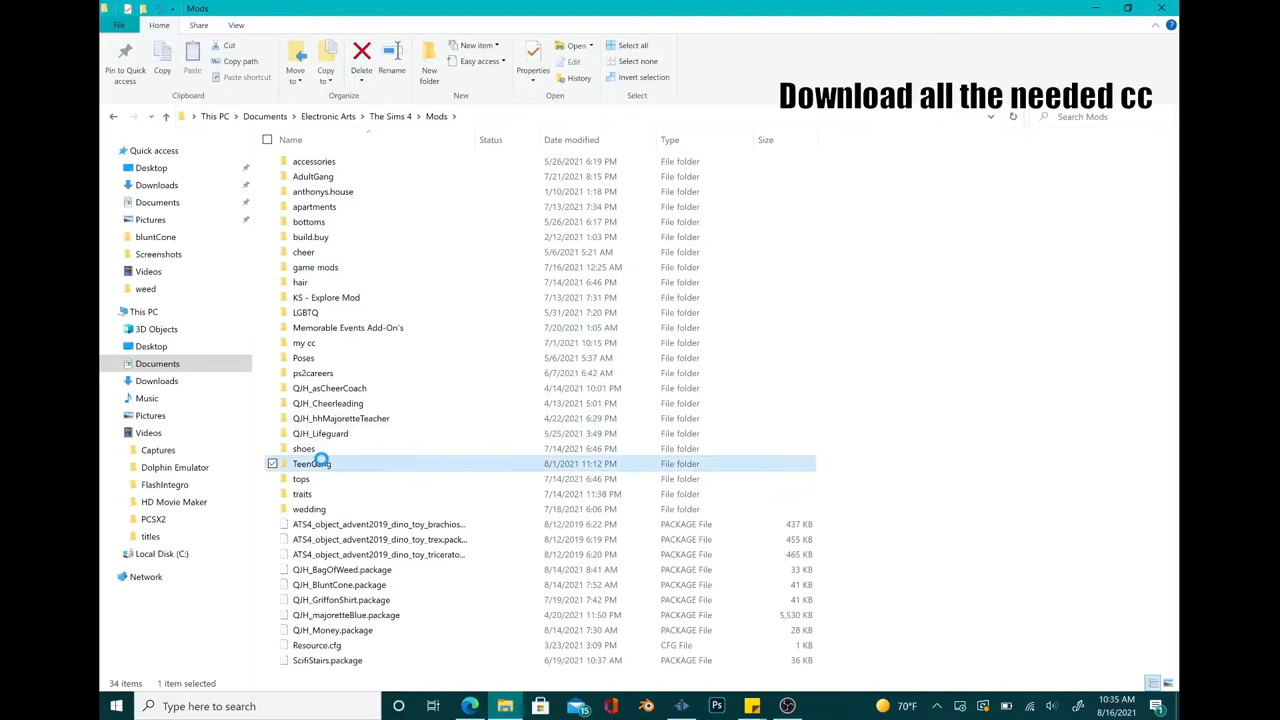 Mods
File
Home
Share
View
Pin to Quick access
Copy
Paste
Cut
Copy path
Paste shortcut
Clipboard
Move to
Copy to
Delete
Rename
Organize
New folder
New item
Easy access
New
Properties
Open
Edit
History
Open
Select all
Select none
Invert selection
Select
Download all the needed cc
This PC > Documents > Electronic Arts > The Sims 4 > Mods >
Search Mods
Name Status Date modified Type Size
Quick access
Desktop
Downloads
Documents
Pictures
bluntCone
Screenshots
Videos
weed
This PC
3D Objects
Desktop
Documents
Downloads
Music
Pictures
Videos
Captures
Dolphin Emulator
FlashIntegro
HD Movie Maker
PCSX2
titles
Local Disk (C:)
Network
accessories 5/26/2021 6:19 PM File folder
AdultGang 7/21/2021 8:15 PM File folder
anthonys.house 1/10/2021 1:18 PM File folder
apartments 7/13/2021 7:34 PM File folder
bottoms 5/26/2021 6:17 PM File folder
build.buy 2/12/2021 1:03 PM File folder
cheer 5/6/2021 5:21 AM File folder
game mods 7/16/2021 12:25 AM File folder
hair 7/14/2021 6:46 PM File folder
KS - Explore Mod 7/13/2021 7:31 PM File folder
LGBTQ 5/31/2021 7:20 PM File folder
Memorable Events Add-On's 7/20/2021 1:05 AM File folder
my cc 7/1/2021 10:15 PM File folder
Poses 5/6/2021 5:37 AM File folder
ps2careers 6/7/2021 6:42 AM File folder
QJH_asCheerCoach 4/14/2021 10:01 PM File folder
QJH_Cheerleading 4/13/2021 5:01 PM File folder
QJH_hhMajoretteTeacher 4/22/2021 6:29 PM File folder
QJH_Lifeguard 5/25/2021 3:49 PM File folder
shoes 7/14/2021 6:46 PM File folder
TeenGang 8/1/2021 11:12 PM File folder
tops 7/14/2021 6:46 PM File folder
traits 7/14/2021 11:38 PM File folder
wedding 7/18/2021 6:06 PM File folder
ATS4_object_advent2019_dino_toy_brachios... 8/12/2019 6:22 PM PACKAGE File 437 KB
ATS4_object_advent2019_dino_toy_trex.pack... 8/12/2019 6:19 PM PACKAGE File 455 KB
ATS4_object_advent2019_dino_toy_tricerato... 8/12/2019 6:20 PM PACKAGE File 465 KB
QJH_BagOfWeed.package 8/14/2021 8:41 AM PACKAGE File 33 KB
QJH_BluntCone.package 8/14/2021 7:52 AM PACKAGE File 41 KB
QJH_GriffonShirt.package 7/19/2021 7:42 PM PACKAGE File 41 KB
QJH_majoretteBlue.package 4/20/2021 11:50 PM PACKAGE File 5,530 KB
QJH_Money.package 8/14/2021 7:30 AM PACKAGE File 28 KB
Resource.cfg 3/23/2021 3:09 PM CFG File 1 KB
ScifiStairs.package 6/19/2021 10:37 AM PACKAGE File 36 KB
34 items 1 item selected
Type here to search
15
Ps
70°F
10:35 AM
8/16/2021
1